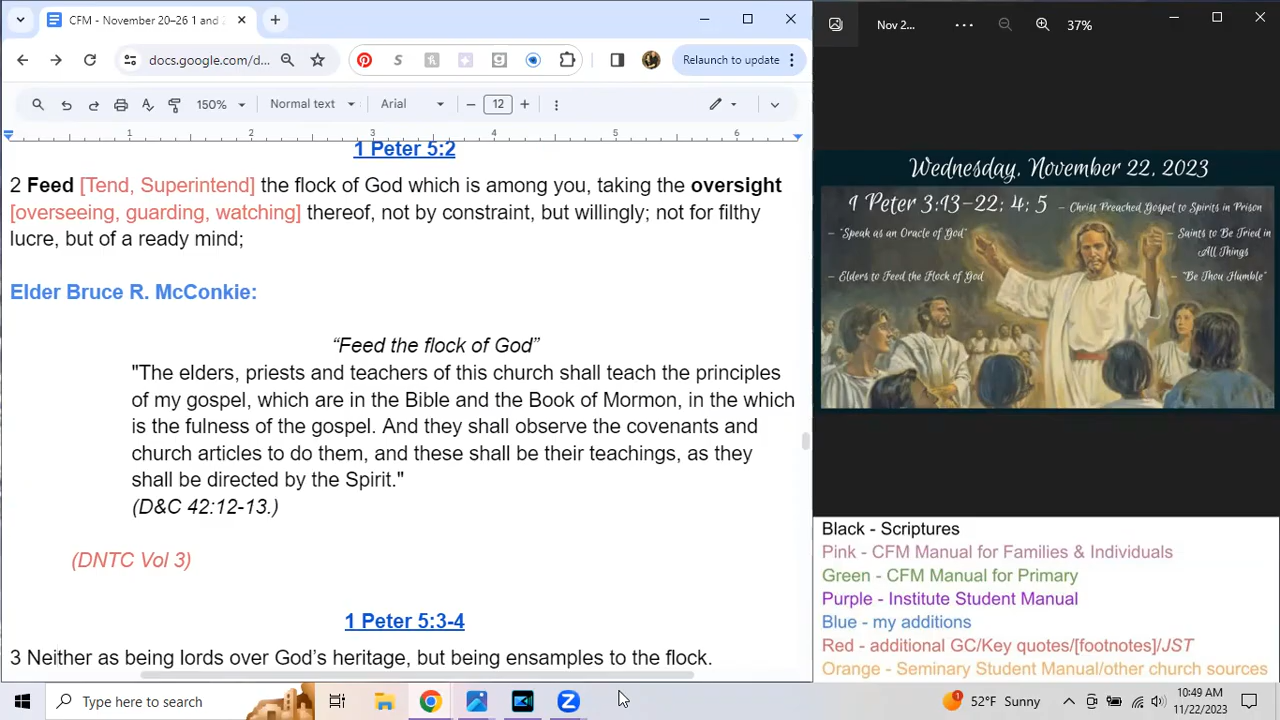 CFM - November 20–26 1 and 2
docs.google.com/d...
Relaunch to update
150%
Normal text
Arial
12
1 2 3 4 5 6
1 Peter 5:2
2 Feed [Tend, Superintend] the flock of God which is among you, taking the oversight
[overseeing, guarding, watching] thereof, not by constraint, but willingly; not for filthy
lucre, but of a ready mind;
Elder Bruce R. McConkie:
“Feed the flock of God”
"The elders, priests and teachers of this church shall teach the principles
of my gospel, which are in the Bible and the Book of Mormon, in the which
is the fulness of the gospel. And they shall observe the covenants and
church articles to do them, and these shall be their teachings, as they
shall be directed by the Spirit."
(D&C 42:12-13.)
(DNTC Vol 3)
1 Peter 5:3-4
3 Neither as being lords over God’s heritage, but being ensamples to the flock.
Nov 2...
37%
Wednesday, November 22, 2023
1 Peter 3:13-22; 4; 5 - Christ Preached Gospel to Spirits in Prison
- "Speak as an Oracle of God"
- Saints to Be Tried in
All Things
- Elders to Feed the Flock of God
- "Be Thou Humble"
Black - Scriptures
Pink - CFM Manual for Families & Individuals
Green - CFM Manual for Primary
Purple - Institute Student Manual
Blue - my additions
Red - additional GC/Key quotes/[footnotes]/JST
Orange - Seminary Student Manual/other church sources
Type here to search
1
52°F Sunny
10:49 AM
11/22/2023